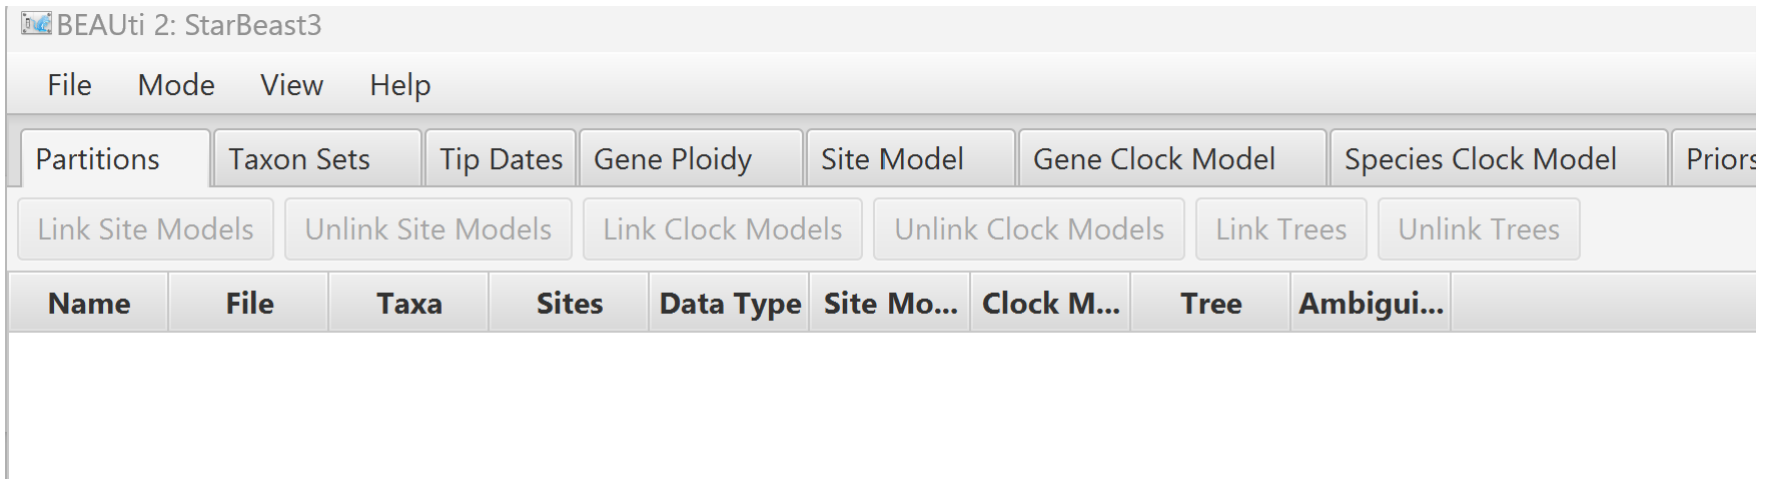 BEAUti 2: StarBeast3
File Mode View Help
Partitions Taxon Sets Tip Dates Gene Ploidy Site Model Gene Clock Model Species Clock Model Priors
Link Site Models Unlink Site Models Link Clock Models Unlink Clock Models Link Trees Unlink Trees
Name File Taxa Sites Data Type Site Mo... Clock M... Tree Ambigui...